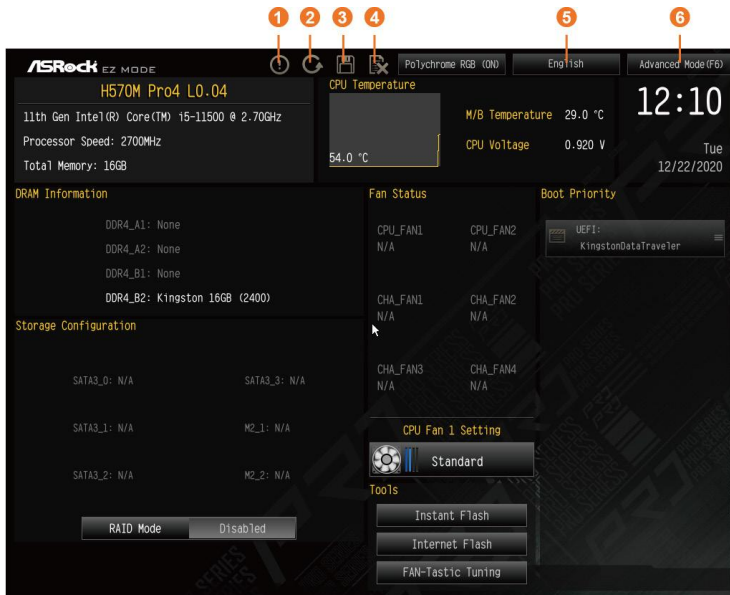 1 2 3 4 5 6
ASRock EZ MODE
Polychrome RGB (ON)
English
Advanced Mode(F6)
H570M Pro4 L0.04
11th Gen Intel(R) Core(TM) i5-11500 @ 2.70GHz
Processor Speed: 2700MHz
Total Memory: 16GB
CPU Temperature
54.0 °C
M/B Temperature 29.0 °C
CPU Voltage 0.920 V
12:10
Tue
12/22/2020
DRAM Information
DDR4_A1: None
DDR4_A2: None
DDR4_B1: None
DDR4_B2: Kingston 16GB (2400)
Storage Configuration
SATA3_0: N/A
SATA3_3: N/A
SATA3_1: N/A
M2_1: N/A
SATA3_2: N/A
M2_2: N/A
RAID Mode
Disabled
Fan Status
CPU_FAN1
CPU_FAN2
N/A
N/A
CHA_FAN1
CHA_FAN2
N/A
N/A
CHA_FAN3
CHA_FAN4
N/A
N/A
CPU Fan 1 Setting
Standard
Tools
Instant Flash
Internet Flash
FAN-Tastic Tuning
Boot Priority
UEFI:
KingstonDataTraveler